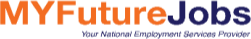 MYFutureJobs
Your National Employment Services Provider